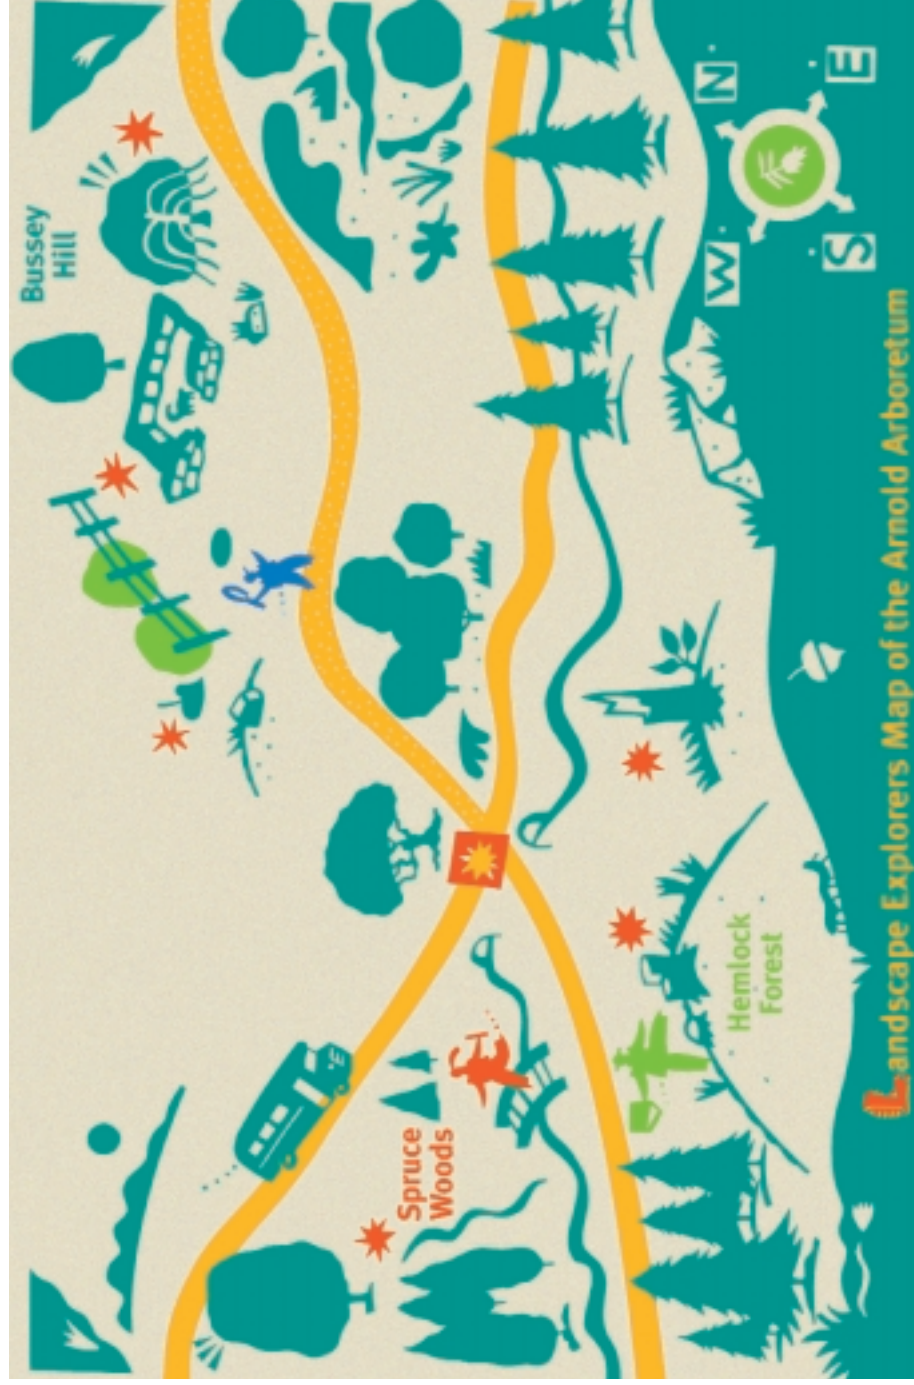 Bussey
Hill
N
E
W
S
Spruce
Woods
Hemlock
Forest
Landscape Explorers Map of the Arnold Arboretum